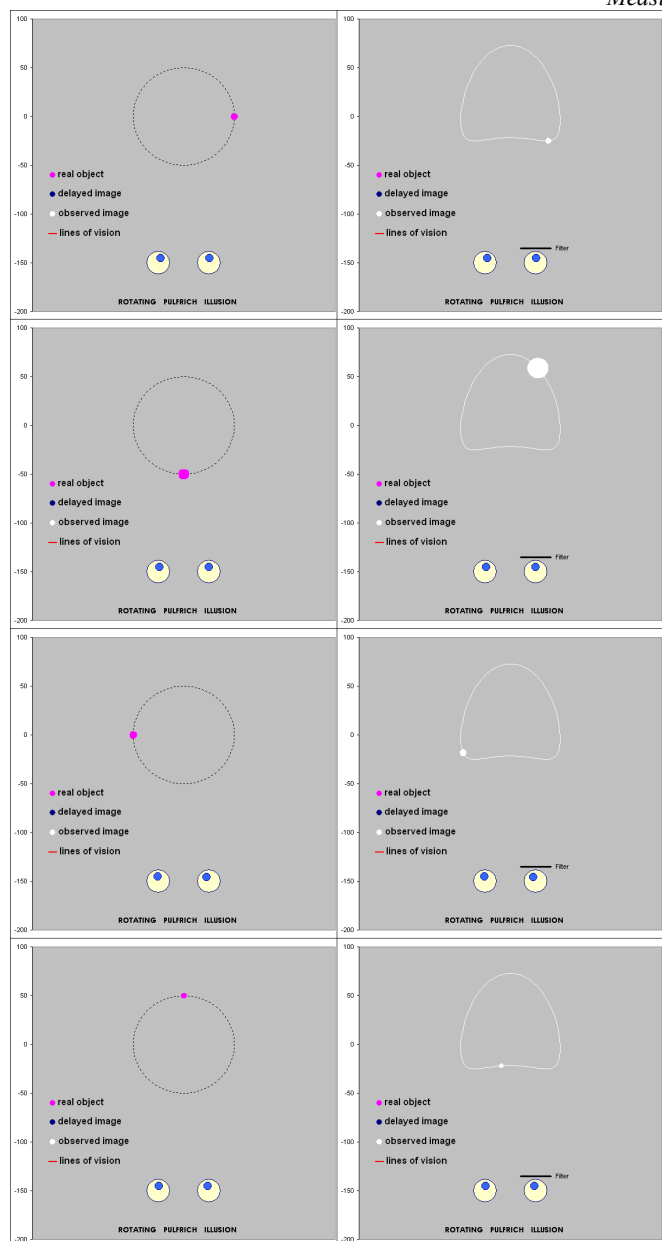 Measu
100
50
0
-50
real object
delayed image
observed image
-100
lines of vision
-150
-200
ROTATING PULFRICH ILLUSION
100
50
0
-50
real object
delayed image
observed image
-100
lines of vision
Filter
-150
-200
ROTATING PULFRICH ILLUSION
100
50
0
-50
real object
delayed image
observed image
-100
lines of vision
-150
-200
ROTATING PULFRICH ILLUSION
100
50
0
-50
real object
delayed image
observed image
-100
lines of vision
Filter
-150
-200
ROTATING PULFRICH ILLUSION
100
50
0
-50
real object
delayed image
observed image
-100
lines of vision
-150
-200
ROTATING PULFRICH ILLUSION
100
50
0
-50
real object
delayed image
observed image
-100
lines of vision
Filter
-150
-200
ROTATING PULFRICH ILLUSION
100
50
0
-50
real object
delayed image
observed image
-100
lines of vision
-150
-200
ROTATING PULFRICH ILLUSION
100
50
0
-50
real object
delayed image
observed image
-100
lines of vision
Filter
-150
-200
ROTATING PULFRICH ILLUSION